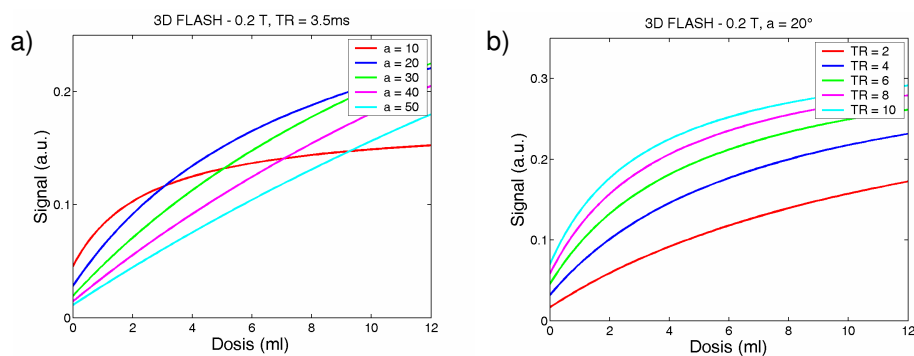 a)
3D FLASH - 0.2 T, TR = 3.5ms
a = 10
a = 20
a = 30
a = 40
a = 50
Signal (a.u.)
0.2
0.1
0
0 2 4 6 8 10 12
Dosis (ml)
b)
3D FLASH - 0.2 T, a = 20°
TR = 2
TR = 4
TR = 6
TR = 8
TR = 10
Signal (a.u.)
0.3
0.2
0.1
0
0 2 4 6 8 10 12
Dosis (ml)